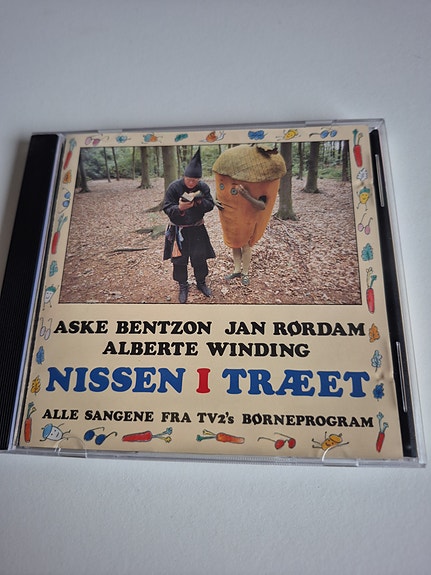 ASKE BENTZON JAN RØRDAM
ALBERTE WINDING
NISSEN I TRÆET
ALLE SANGENE FRA TV2's BØRNEPROGRAM